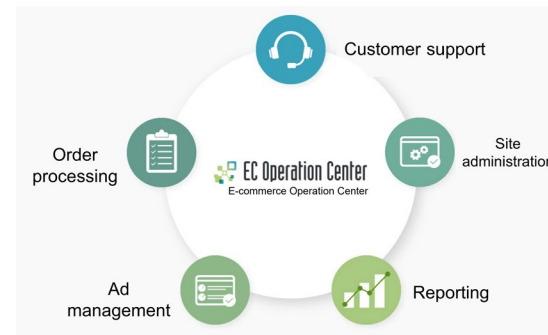 Customer support
Order
processing
Site
administration
EC Operation Center
E-commerce Operation Center
Ad
management
Reporting